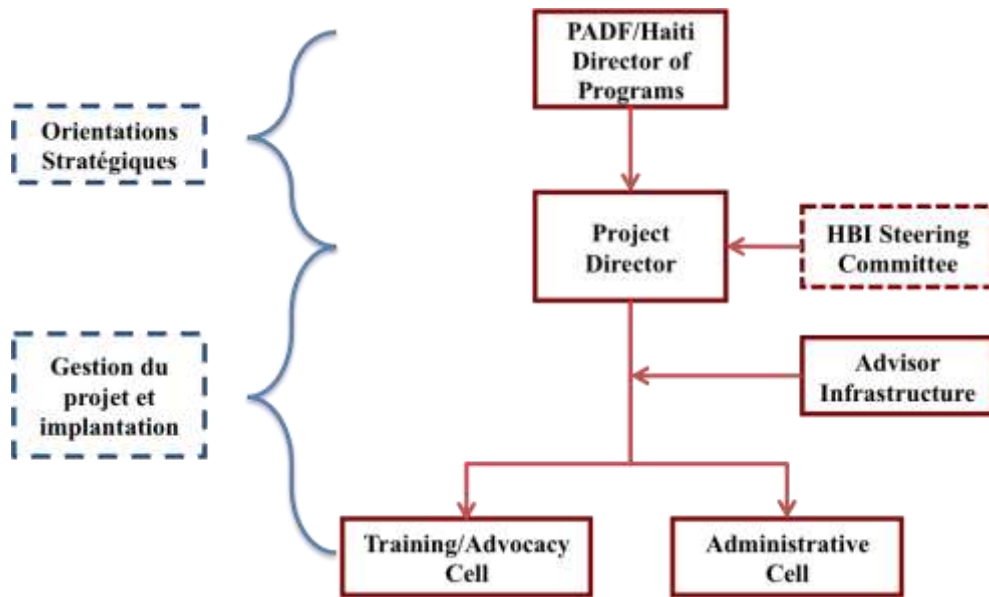 PADF/Haiti
Director of
Programs
Orientations
Stratégiques
Project
Director
HBI Steering
Committee
Gestion du
projet et
implantation
Advisor
Infrastructure
Training/Advocacy
Cell
Administrative
Cell